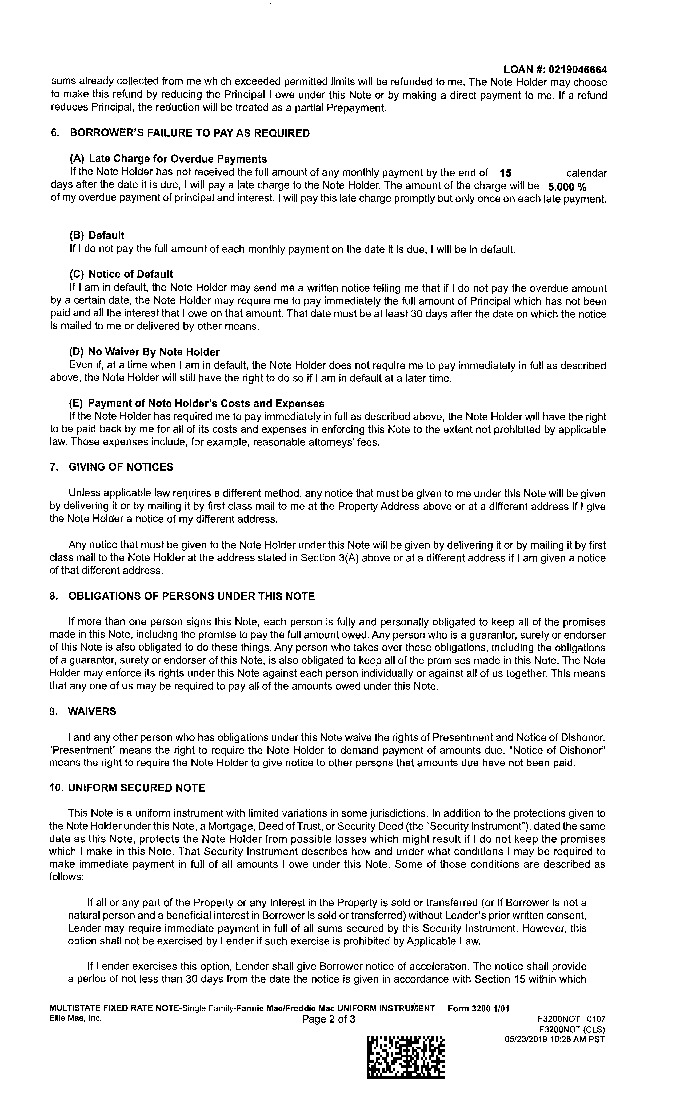 LOAN #: 0219046664
sums already collected from me which exceeded permitted limits will be refunded to me. The Note Holder may choose
to make this refund by reducing the Principal I owe under this Note or by making a direct payment to me. If a refund
reduces Principal, the reduction will be treated as a partial Prepayment.
6. BORROWER'S FAILURE TO PAY AS REQUIRED
(A) Late Charge for Overdue Payments
If the Note Holder has not received the full amount of any monthly payment by the end of 15 calendar
days after the date it is due, I will pay a late charge to the Note Holder. The amount of the charge will be 5.000 %
of my overdue payment of principal and interest. I will pay this late charge promptly but only once on each late payment.
(B) Default
If I do not pay the full amount of each monthly payment on the date it is due, I will be in default.
(C) Notice of Default
If I am in default, the Note Holder may send me a written notice telling me that if I do not pay the overdue amount
by a certain date, the Note Holder may require me to pay immediately the full amount of Principal which has not been
paid and all the interest that I owe on that amount. That date must be at least 30 days after the date on which the notice
is mailed to me or delivered by other means.
(D) No Waiver By Note Holder
Even if, at a time when I am in default, the Note Holder does not require me to pay immediately in full as described
above, the Note Holder will still have the right to do so if I am in default at a later time.
(E) Payment of Note Holder's Costs and Expenses
If the Note Holder has required me to pay immediately in full as described above, the Note Holder will have the right
to be paid back by me for all of its costs and expenses in enforcing this Note to the extent not prohibited by applicable
law. Those expenses include, for example, reasonable attorneys' fees.
7. GIVING OF NOTICES
Unless applicable law requires a different method, any notice that must be given to me under this Note will be given
by delivering it or by mailing it by first class mail to me at the Property Address above or at a different address if I give
the Note Holder a notice of my different address.
Any notice that must be given to the Note Holder under this Note will be given by delivering it or by mailing it by first
class mail to the Note Holder at the address stated in Section 3(A) above or at a different address if I am given a notice
of that different address.
8. OBLIGATIONS OF PERSONS UNDER THIS NOTE
If more than one person signs this Note, each person is fully and personally obligated to keep all of the promises
made in this Note, including the promise to pay the full amount owed. Any person who is a guarantor, surety or endorser
of this Note is also obligated to do these things. Any person who takes over these obligations, including the obligations
of a guarantor, surety or endorser of this Note, is also obligated to keep all of the promises made in this Note. The Note
Holder may enforce its rights under this Note against each person individually or against all of us together. This means
that any one of us may be required to pay all of the amounts owed under this Note.
9. WAIVERS
I and any other person who has obligations under this Note waive the rights of Presentment and Notice of Dishonor.
"Presentment" means the right to require the Note Holder to demand payment of amounts due. "Notice of Dishonor"
means the right to require the Note Holder to give notice to other persons that amounts due have not been paid.
10. UNIFORM SECURED NOTE
This Note is a uniform instrument with limited variations in some jurisdictions. In addition to the protections given to
the Note Holder under this Note, a Mortgage, Deed of Trust, or Security Deed (the "Security Instrument"), dated the same
date as this Note, protects the Note Holder from possible losses which might result if I do not keep the promises
which I make in this Note. That Security Instrument describes how and under what conditions I may be required to
make immediate payment in full of all amounts I owe under this Note. Some of those conditions are described as
follows:
If all or any part of the Property or any Interest in the Property is sold or transferred (or if Borrower is not a
natural person and a beneficial interest in Borrower is sold or transferred) without Lender's prior written consent,
Lender may require immediate payment in full of all sums secured by this Security Instrument. However, this
option shall not be exercised by Lender if such exercise is prohibited by Applicable Law.
If Lender exercises this option, Lender shall give Borrower notice of acceleration. The notice shall provide
a period of not less than 30 days from the date the notice is given in accordance with Section 15 within which
MULTISTATE FIXED RATE NOTE-Single Family-Fannie Mae/Freddie Mac UNIFORM INSTRUMENT Form 3200 1/01
Ellie Mae, Inc. Page 2 of 3 F3200NOT 0107
F3200NOT (CLS)
05/23/2019 10:28 AM PST